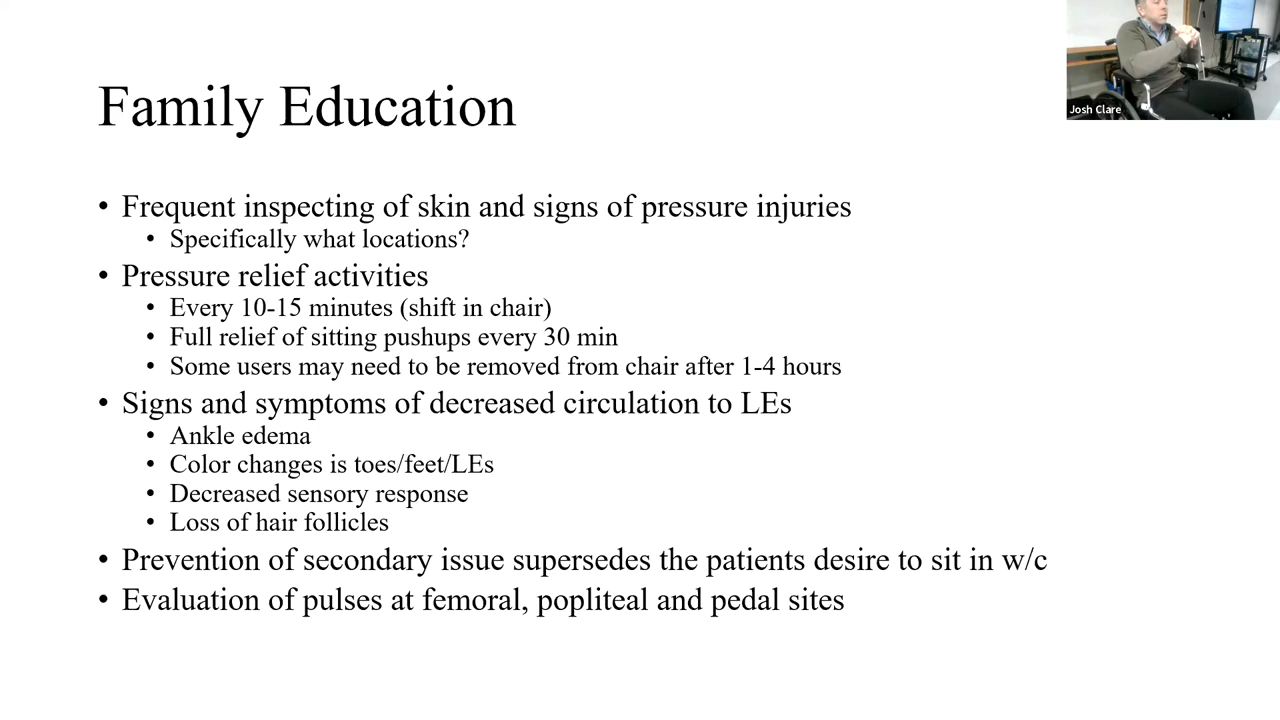 Family Education
• Frequent inspecting of skin and signs of pressure injuries
• Specifically what locations?
• Pressure relief activities
• Every 10-15 minutes (shift in chair)
• Full relief of sitting pushups every 30 min
• Some users may need to be removed from chair after 1-4 hours
• Signs and symptoms of decreased circulation to LEs
• Ankle edema
• Color changes is toes/feet/LEs
• Decreased sensory response
• Loss of hair follicles
• Prevention of secondary issue supersedes the patients desire to sit in w/c
• Evaluation of pulses at femoral, popliteal and pedal sites
Josh Clare